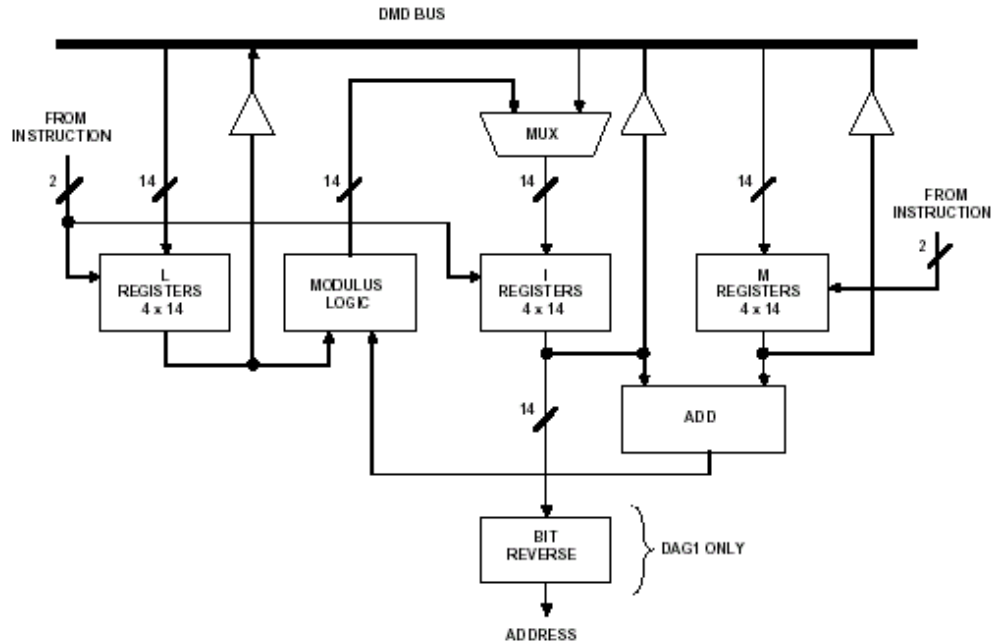 DMD BUS
FROM
INSTRUCTION
MUX
2
14
14
14
14
FROM
INSTRUCTION
2
L
REGISTERS
4 x 14
MODULUS
LOGIC
I
REGISTERS
4 x 14
M
REGISTERS
4 x 14
14
ADD
BIT
REVERSE
DAG1 ONLY
ADDRESS